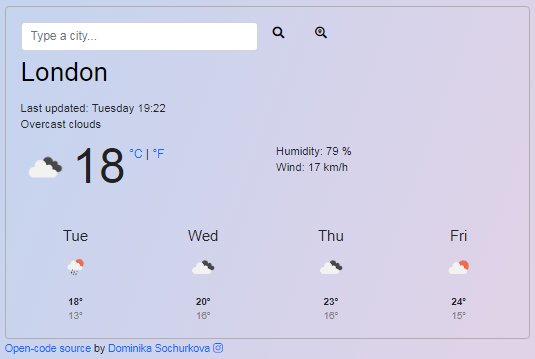 Type a city...
London
Last updated: Tuesday 19:22
Overcast clouds
18 °C | °F
Humidity: 79 %
Wind: 17 km/h
Tue Wed Thu Fri
18° 20° 23° 24°
13° 16° 16° 15°
Open-code source by Dominika Sochurkova